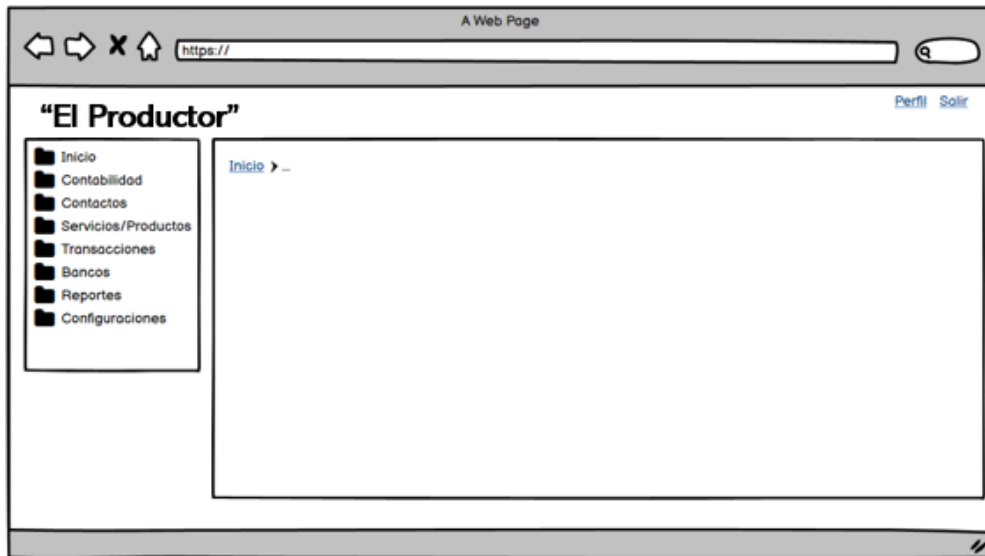 A Web Page
https://
Perfil Salir
“El Productor”
Inicio
Contabilidad
Contactos
Servicios/Productos
Transacciones
Bancos
Reportes
Configuraciones
Inicio > ...